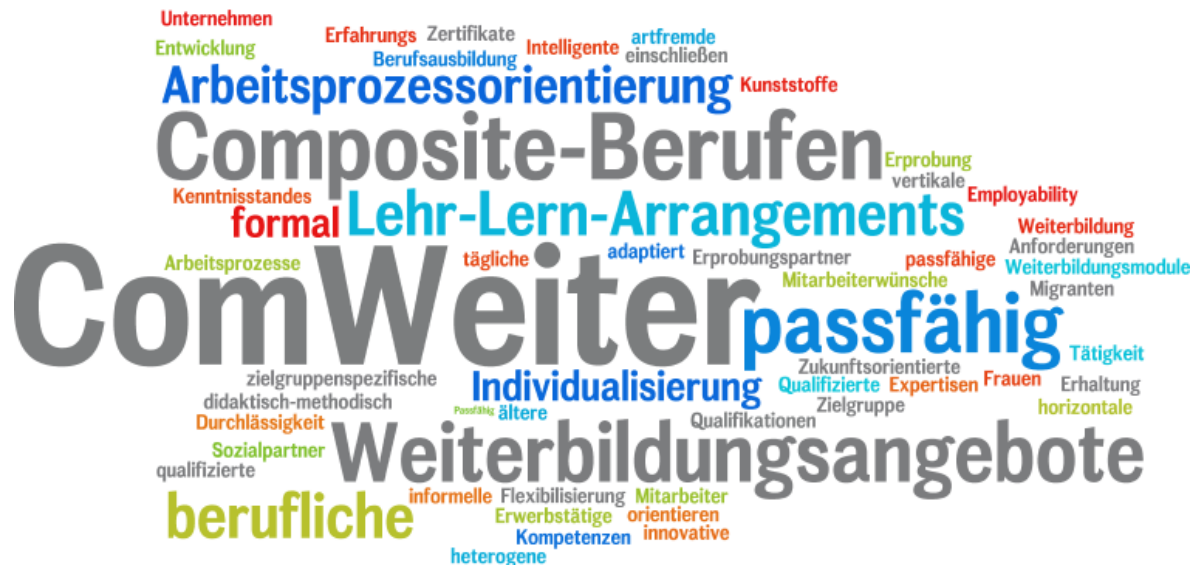 Unternehmen
Entwicklung Erfahrungs Zertifikate Intelligente artfremde
Berufsausbildung einschließen
Arbeitsprozessorientierung Kunststoffe
Composite-Berufen Erprobung
vertikale
Kenntnisstandes Employability
formal Lehr-Lern-Arrangements Weiterbildung
Anforderungen
Arbeitsprozesse tägliche adaptiert Erprobungspartner passfähige Weiterbildungsmodule
Mitarbeiterwünsche Migranten
ComWeiter passfähig
Tätigkeit
Zukunftsorientierte
zielgruppenspezifische Individualisierung Qualifizierte Expertisen Frauen Erhaltung
didaktisch-methodisch Passfähig ältere Zielgruppe horizontale
Durchlässigkeit Qualifikationen
Sozialpartner Weiterbildungsangebote
qualifizierte
berufliche informelle Flexibilisierung Mitarbeiter
Erwerbstätige orientieren
Kompetenzen innovative
heterogene